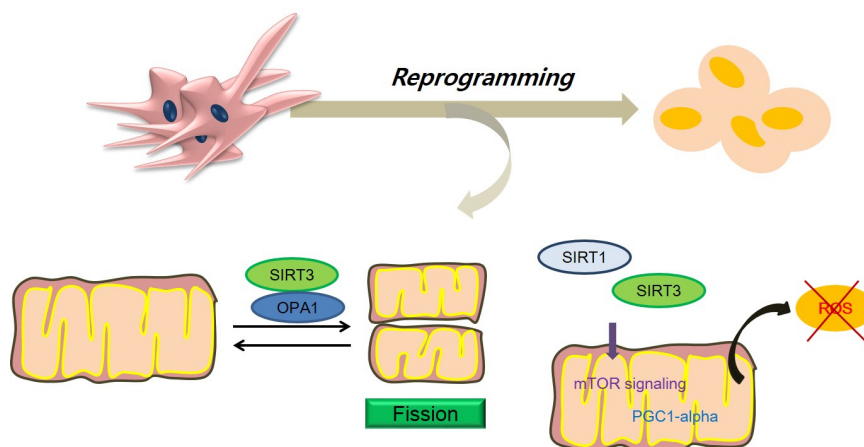 Reprogramming
SIRT3
OPA1
Fission
SIRT1
SIRT3
mTOR signaling
PGC1-alpha
ROS